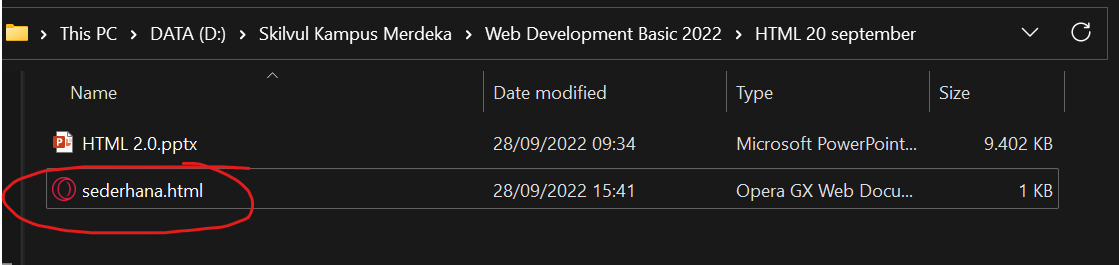 This PC > DATA (D:) > Skilvul Kampus Merdeka > Web Development Basic 2022 > HTML 20 september
Name Date modified Type Size
HTML 2.0.pptx 28/09/2022 09:34 Microsoft PowerPoint... 9.402 KB
sederhana.html 28/09/2022 15:41 Opera GX Web Docu... 1 KB